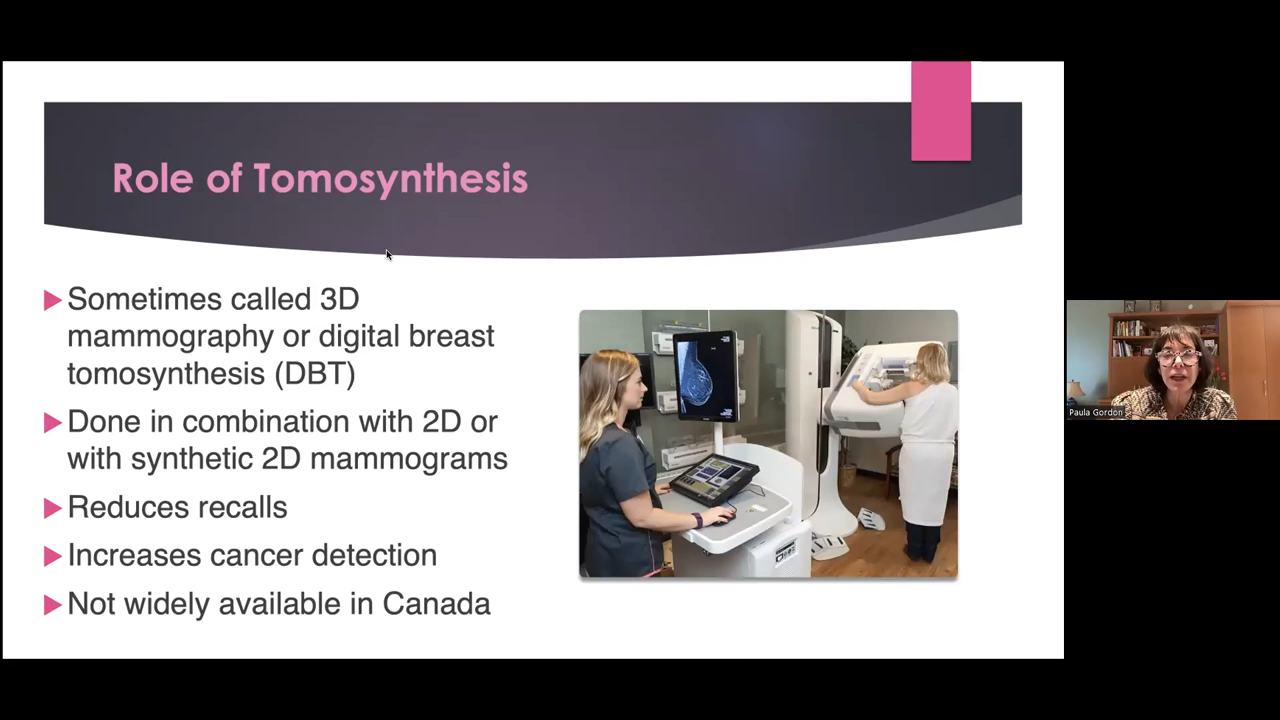 Role of Tomosynthesis
Sometimes called 3D
mammography or digital breast
tomosynthesis (DBT)
Done in combination with 2D or
with synthetic 2D mammograms
Reduces recalls
Increases cancer detection
Not widely available in Canada
Paula Gordon